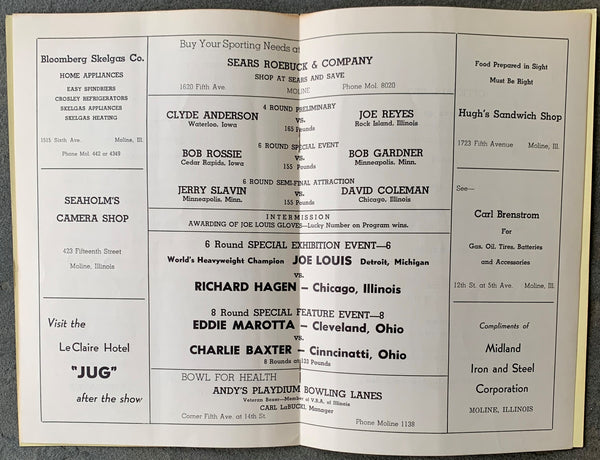 Bloomberg Skelgas Co.
HOME APPLIANCES
EASY SPINDRIERS
CROSLEY REFRIGERATORS
SKELGAS APPLIANCES
SKELGAS HEATING
1515 Sixth Ave. Moline, Ill.
Phone Mol. 442 or 4349
SEAHOLM'S
CAMERA SHOP
423 Fifteenth Street
Moline, Illinois
Visit the
LeClaire Hotel
"JUG"
after the show
Buy Your Sporting Needs at
SEARS ROEBUCK & COMPANY
SHOP AT SEARS AND SAVE
1620 Fifth Ave. MOLINE Phone Mol. 8020
4 ROUND PRELIMINARY
CLYDE ANDERSON VS. JOE REYES
Waterloo, Iowa Rock Island, Illinois
165 Pounds
6 ROUND SPECIAL EVENT
BOB ROSSIE VS. BOB GARDNER
Cedar Rapids, Iowa Minneapolis, Minn.
155 Pounds
6 ROUND SEMI-FINAL ATTRACTION
JERRY SLAVIN VS. DAVID COLEMAN
Minneapolis, Minn. Chicago, Illinois
155 Pounds
INTERMISSION
AWARDING OF JOE LOUIS GLOVES—Lucky Number on Program wins.
6 Round SPECIAL EXHIBITION EVENT—6
World's Heavyweight Champion JOE LOUIS Detroit, Michigan
VS.
RICHARD HAGEN – Chicago, Illinois
8 Round SPECIAL FEATURE EVENT—8
EDDIE MAROTTA – Cleveland, Ohio
VS.
CHARLIE BAXTER – Cinncinatti, Ohio
8 Rounds at 133 Pounds
BOWL FOR HEALTH
ANDY'S PLAYDIUM BOWLING LANES
Veteran Boxer—Member of V.B.A. of Illinois
CARL LaBUCKI, Manager
Corner Fifth Ave. at 14th St. Phone Moline 1138
Food Prepared in Sight
Must Be Right
Hugh's Sandwich Shop
1723 Fifth Avenue Moline, Ill.
See—
Carl Brenstrom
For
Gas, Oil, Tires, Batteries
and Accessories
12th St. at 5th Ave. Moline, Ill.
Compliments of
Midland
Iron and Steel
Corporation
MOLINE, ILLINOIS